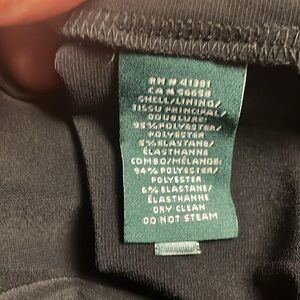 RN # 41381
CA # 56658
SHELL/LINING/
TISSU PRINCIPAL/
DOUBLURE:
95% POLYESTER/
POLYESTER
5% ELASTANE/
ÉLASTHANNE
COMBO/MÉLANGE:
94% POLYESTER/
POLYESTER
6% ELASTANE/
ÉLASTHANNE
DRY CLEAN
DO NOT STEAM